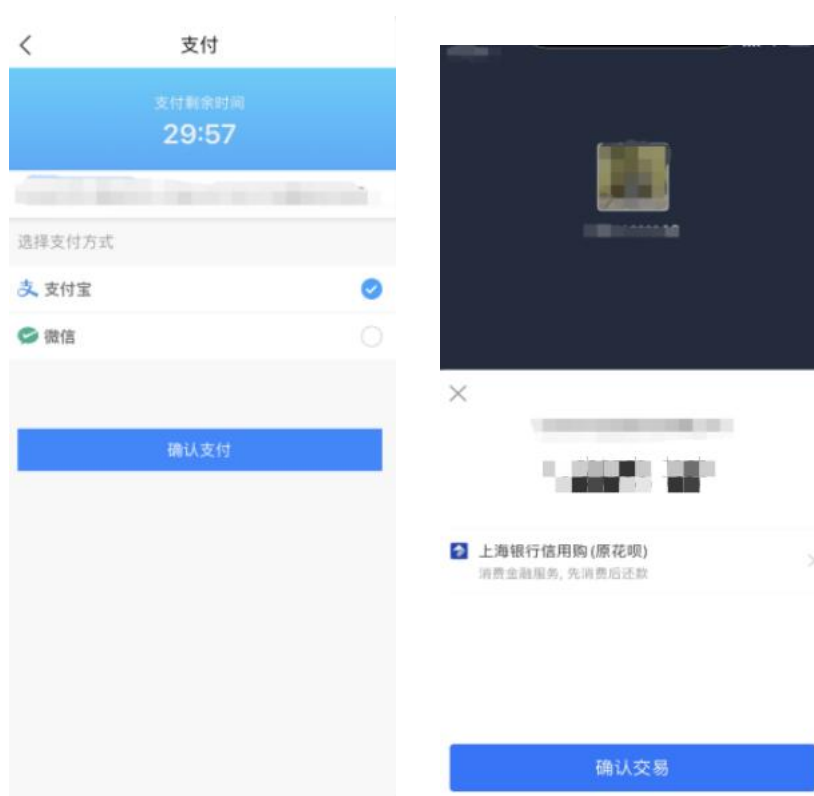 支付
支付剩余时间
29:57
选择支付方式
支 支付宝
微信
确认支付
上海银行信用购(原花呗)
消费金融服务, 先消费后还款
确认交易